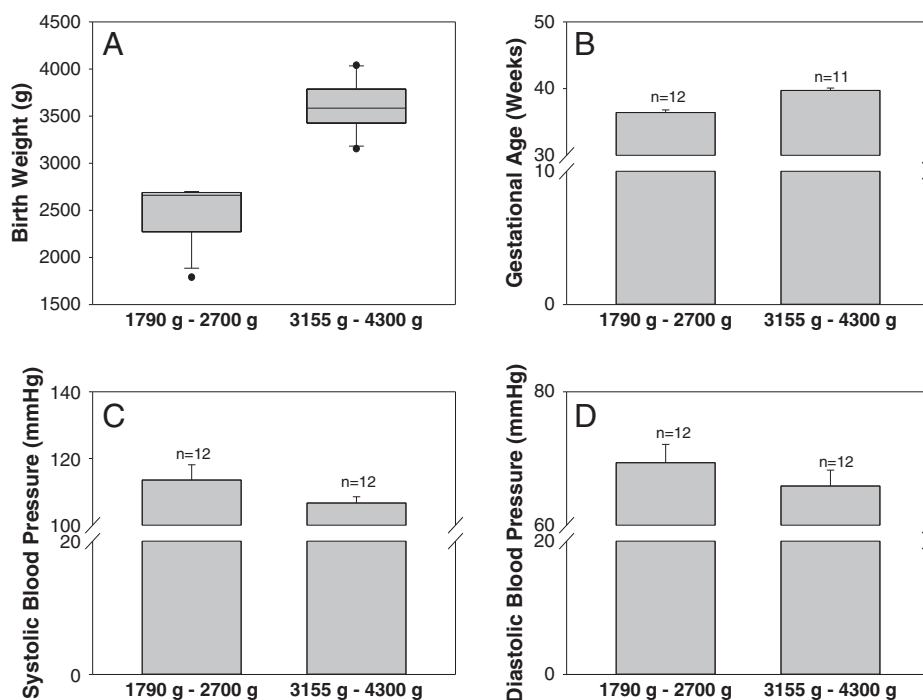 A
Birth Weight (g)
4500
4000
3500
3000
2500
2000
1500
1790 g - 2700 g
3155 g - 4300 g
B
Gestational Age (Weeks)
50
40
30
10
0
n=12
n=11
1790 g - 2700 g
3155 g - 4300 g
C
Systolic Blood Pressure (mmHg)
140
120
100
20
0
n=12
n=12
1790 g - 2700 g
3155 g - 4300 g
D
Diastolic Blood Pressure (mmHg)
80
60
20
0
n=12
n=12
1790 g - 2700 g
3155 g - 4300 g